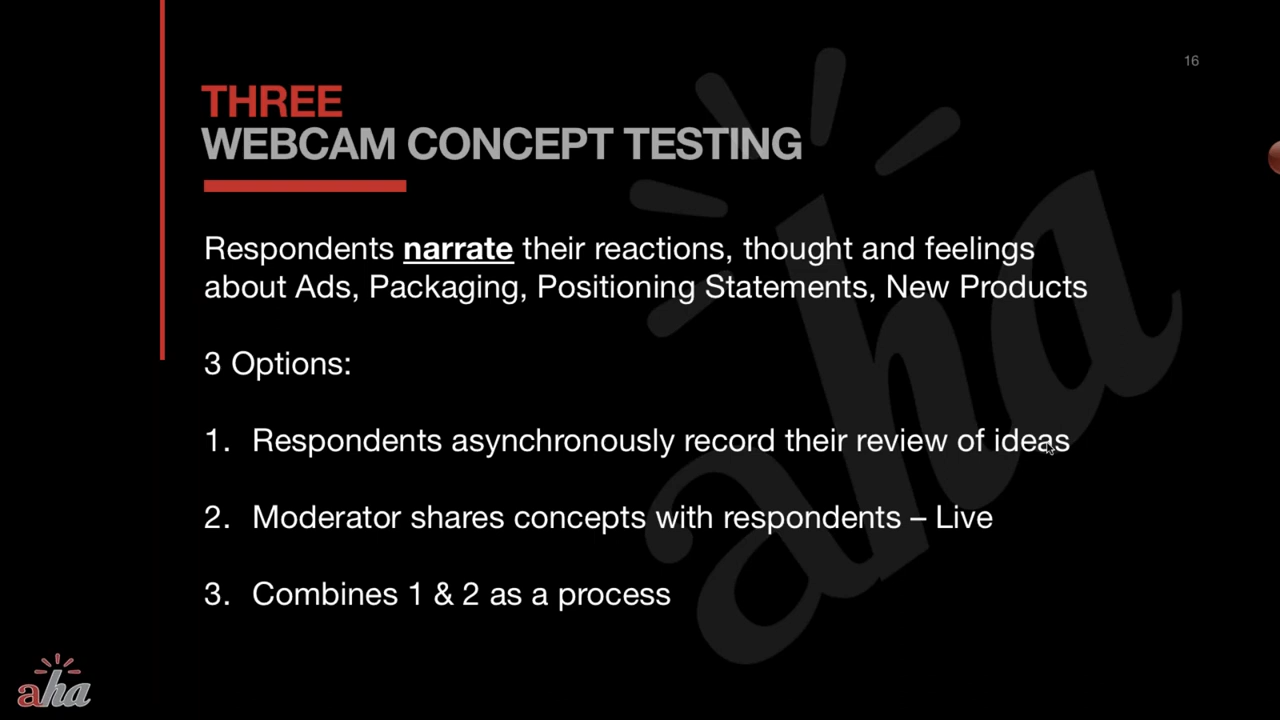 16
THREE
WEBCAM CONCEPT TESTING
Respondents narrate their reactions, thought and feelings
about Ads, Packaging, Positioning Statements, New Products
3 Options:
1. Respondents asynchronously record their review of ideas
2. Moderator shares concepts with respondents – Live
3. Combines 1 & 2 as a process
aha
aha